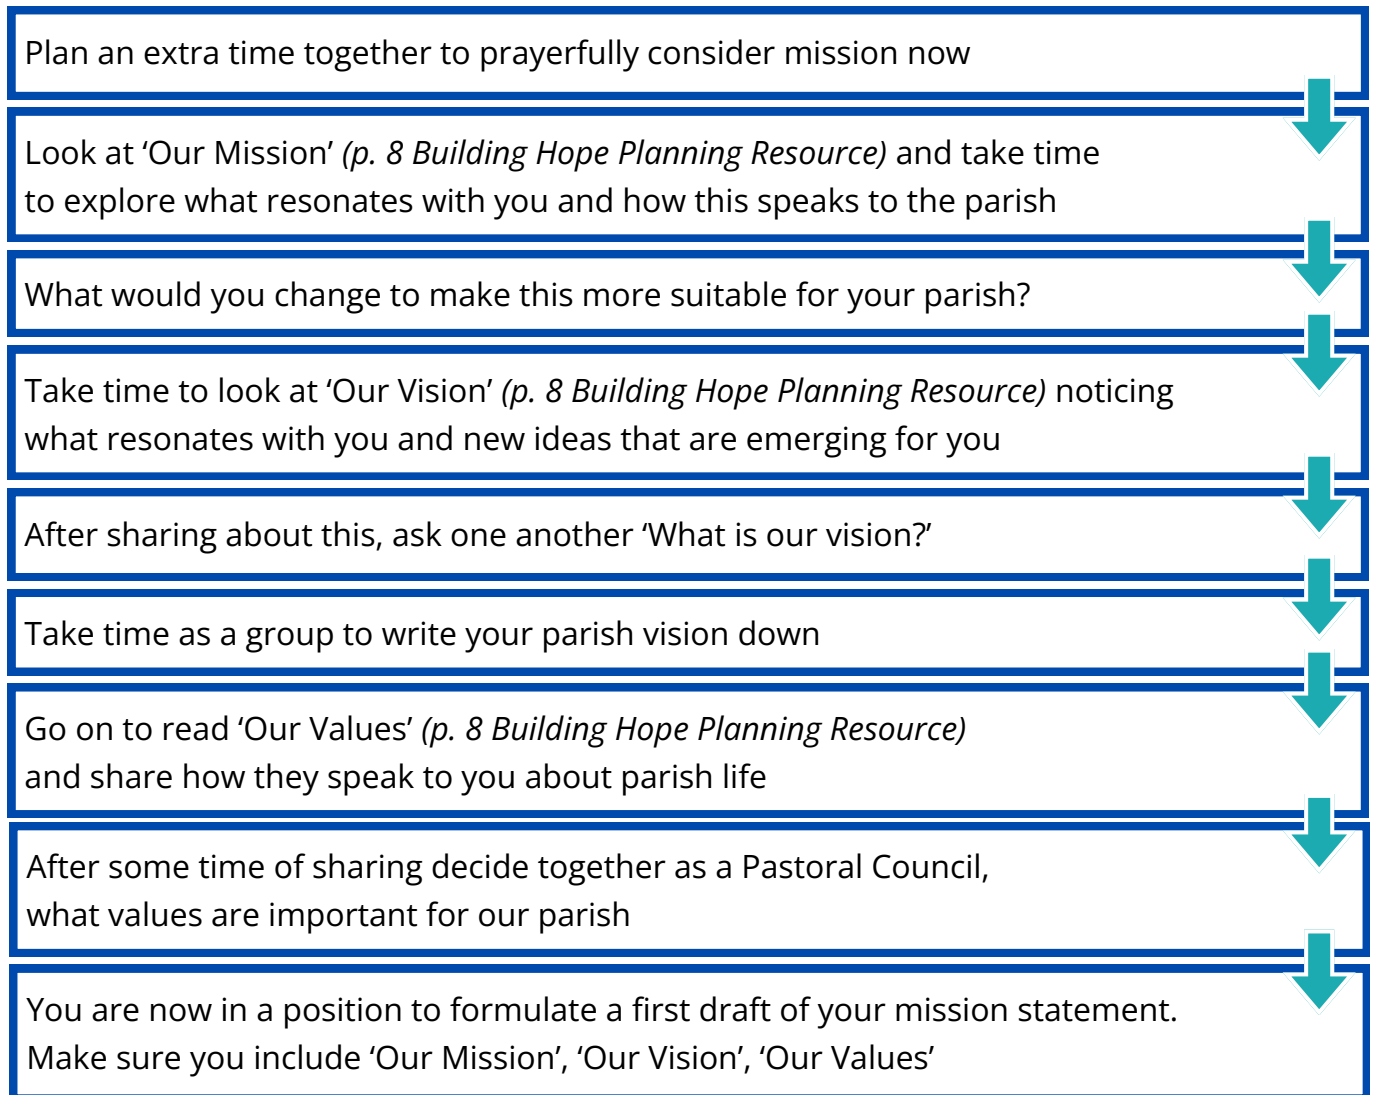 Plan an extra time together to prayerfully consider mission now
Look at ‘Our Mission’ (p. 8 Building Hope Planning Resource) and take time
to explore what resonates with you and how this speaks to the parish
What would you change to make this more suitable for your parish?
Take time to look at ‘Our Vision’ (p. 8 Building Hope Planning Resource) noticing
what resonates with you and new ideas that are emerging for you
After sharing about this, ask one another ‘What is our vision?’
Take time as a group to write your parish vision down
Go on to read ‘Our Values’ (p. 8 Building Hope Planning Resource)
and share how they speak to you about parish life
After some time of sharing decide together as a Pastoral Council,
what values are important for our parish
You are now in a position to formulate a first draft of your mission statement.
Make sure you include ‘Our Mission’, ‘Our Vision’, ‘Our Values’